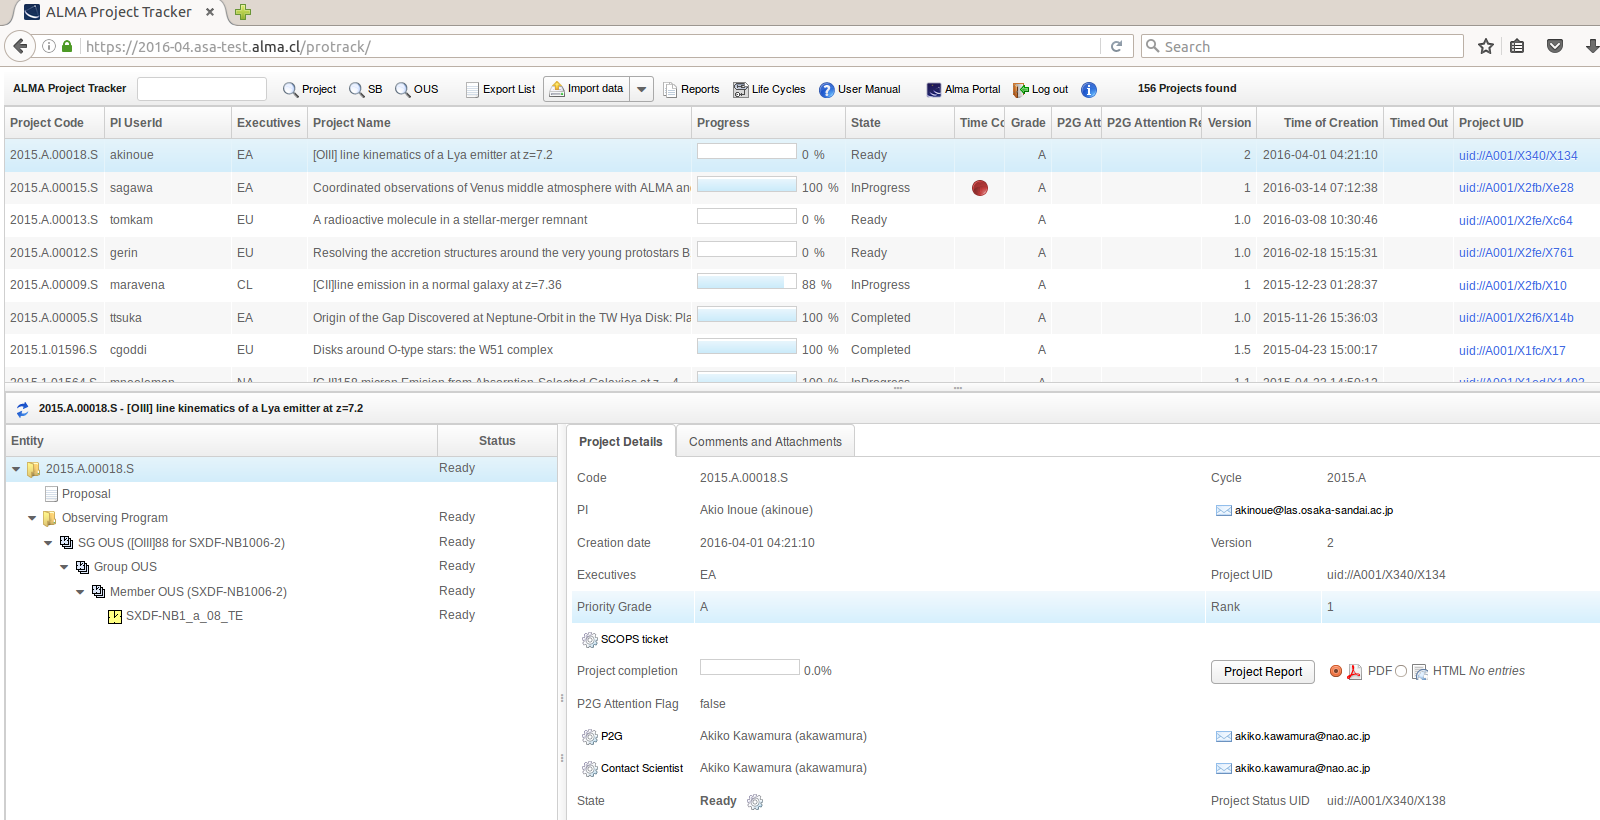 ALMA Project Tracker
https://2016-04.asa-test.alma.cl/protrack/
Search
ALMA Project Tracker Project SB OUS Export List Import data Reports Life Cycles User Manual Alma Portal Log out 156 Projects found
Project Code PI UserId Executives Project Name Progress State Time Co Grade P2G Att P2G Attention Re Version Time of Creation Timed Out Project UID
2015.A.00018.S akinoue EA [OIII] line kinematics of a Lya emitter at z=7.2 0 % Ready A 2 2016-04-01 04:21:10 uid://A001/X340/X134
2015.A.00015.S sagawa EA Coordinated observations of Venus middle atmosphere with ALMA and 100 % InProgress A 1 2016-03-14 07:12:38 uid://A001/X2fb/Xe28
2015.A.00013.S tomkam EU A radioactive molecule in a stellar-merger remnant 0 % Ready A 1.0 2016-03-08 10:30:46 uid://A001/X2fe/Xc64
2015.A.00012.S gerin EU Resolving the accretion structures around the very young protostars B 0 % Ready A 1.0 2016-02-18 15:15:31 uid://A001/X2fe/X761
2015.A.00009.S maravena CL [CII]line emission in a normal galaxy at z=7.36 88 % InProgress A 1 2015-12-23 01:28:37 uid://A001/X2fb/X10
2015.A.00005.S ttsuka EA Origin of the Gap Discovered at Neptune-Orbit in the TW Hya Disk: Pla 100 % Completed A 1.0 2015-11-26 15:36:03 uid://A001/X2f6/X14b
2015.1.01596.S cgoddi EU Disks around O-type stars: the W51 complex 100 % Completed A 1.5 2015-04-23 15:00:17 uid://A001/X1fc/X17
2015.1.01564.S NA 100 % InProgress A 1.1
2015.A.00018.S - [OIII] line kinematics of a Lya emitter at z=7.2
Entity Status
2015.A.00018.S Ready
Proposal
Observing Program Ready
SG OUS ([OIII]88 for SXDF-NB1006-2) Ready
Group OUS Ready
Member OUS (SXDF-NB1006-2) Ready
SXDF-NB1_a_08_TE Ready
Project Details Comments and Attachments
Code 2015.A.00018.S Cycle 2015.A
PI Akio Inoue (akinoue) akinoue@las.osaka-sandai.ac.jp
Creation date 2016-04-01 04:21:10 Version 2
Executives EA Project UID uid://A001/X340/X134
Priority Grade A Rank 1
SCOPS ticket
Project completion 0.0% Project Report PDF HTML No entries
P2G Attention Flag false
P2G Akiko Kawamura (akawamura) akiko.kawamura@nao.ac.jp
Contact Scientist Akiko Kawamura (akawamura) akiko.kawamura@nao.ac.jp
State Ready Project Status UID uid://A001/X340/X138